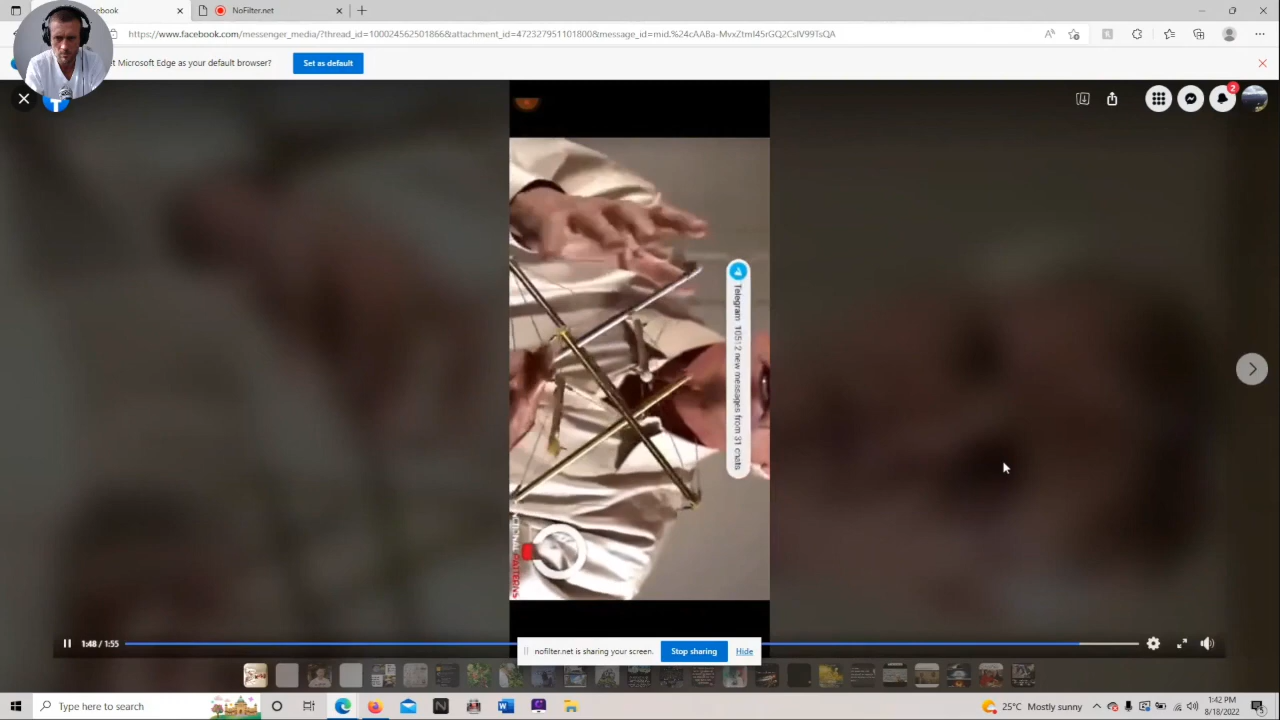 NoFilter.net
https://www.facebook.com/messenger_media/?thread_id=100024562501866&attachment_id=472327951101800&message_id=mid.%24cAABa-MvxZtmI45rGQ2CsIV99TsQA
t Microsoft Edge as your default browser?
Set as default
2
Telegram 10512 new messages from 31 chats
1:48 / 1:55
nofilter.net is sharing your screen.
Stop sharing
Hide
Type here to search
25°C Mostly sunny
1:42 PM
8/18/2022